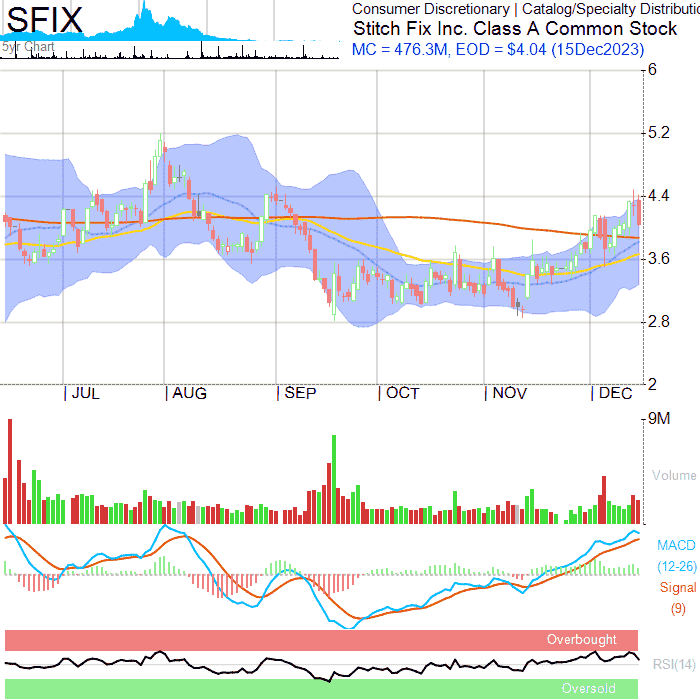 SFIX
Consumer Discretionary | Catalog/Specialty Distributio
Stitch Fix Inc. Class A Common Stock
5yr Chart
MC = 476.3M, EOD = $4.04 (15Dec2023)
6
5.2
4.4
3.6
2.8
2
JUL
AUG
SEP
OCT
NOV
DEC
9M
Volume
MACD
(12-26)
Signal
(9)
Overbought
RSI(14)
Oversold